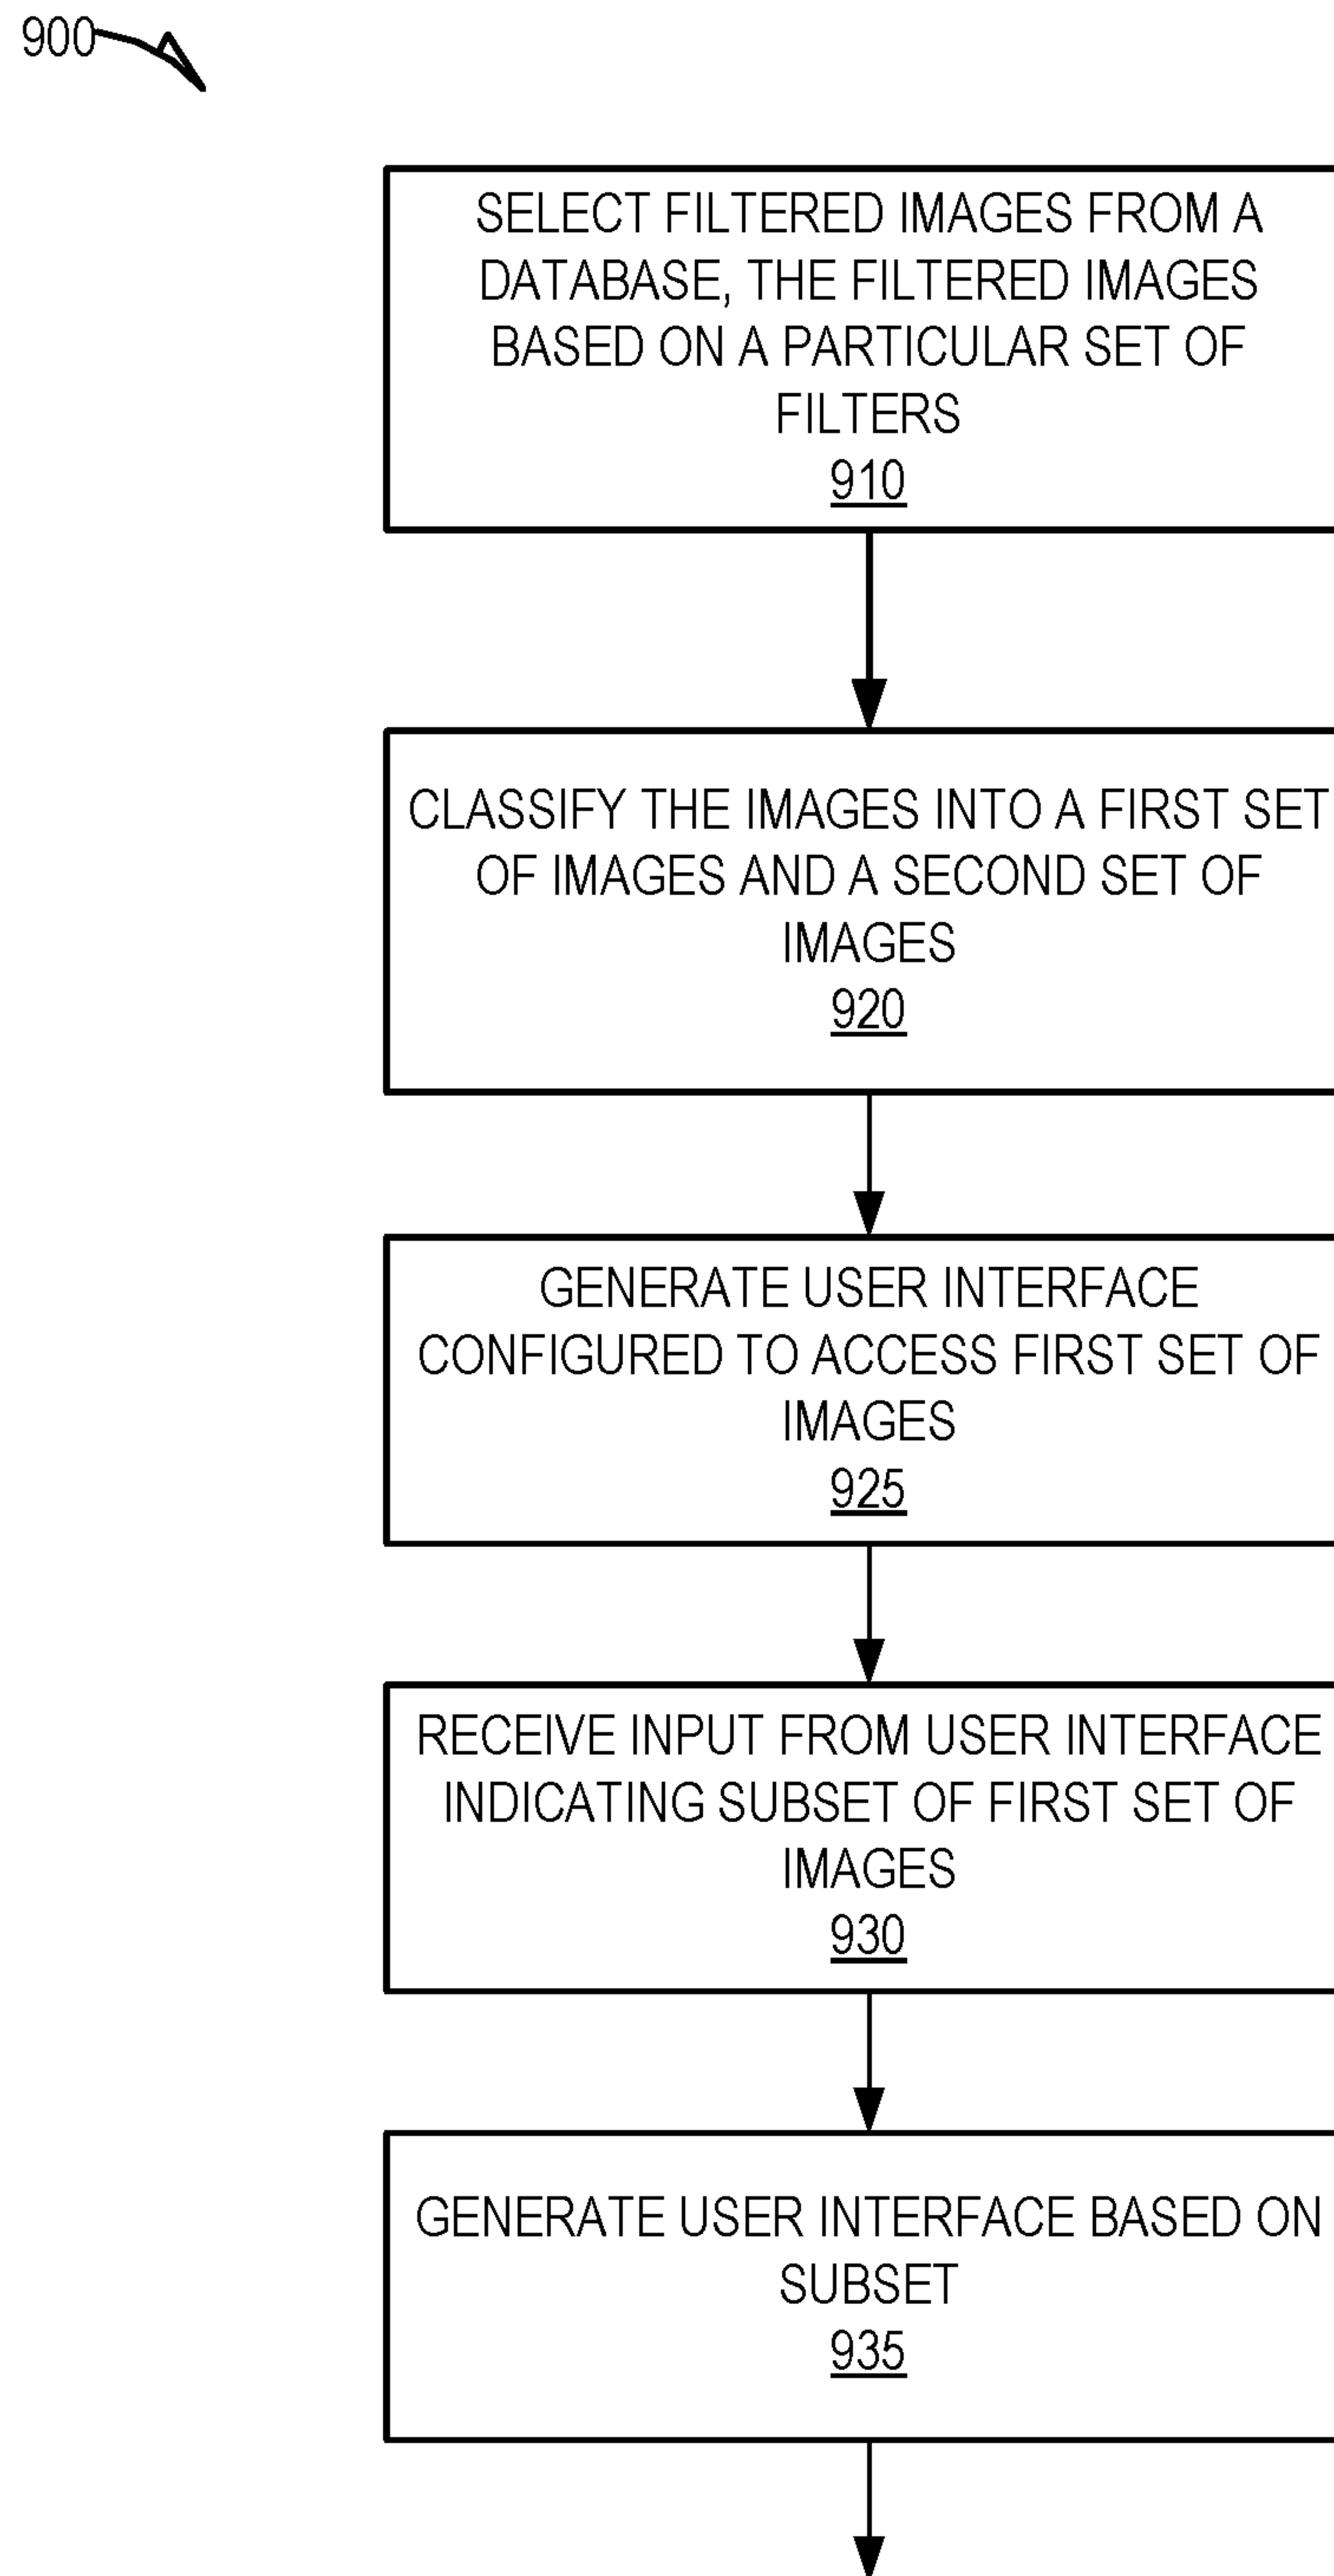 900
SELECT FILTERED IMAGES FROM A
DATABASE, THE FILTERED IMAGES
BASED ON A PARTICULAR SET OF
FILTERS
910
CLASSIFY THE IMAGES INTO A FIRST SET
OF IMAGES AND A SECOND SET OF
IMAGES
920
GENERATE USER INTERFACE
CONFIGURED TO ACCESS FIRST SET OF
IMAGES
925
RECEIVE INPUT FROM USER INTERFACE
INDICATING SUBSET OF FIRST SET OF
IMAGES
930
GENERATE USER INTERFACE BASED ON
SUBSET
935